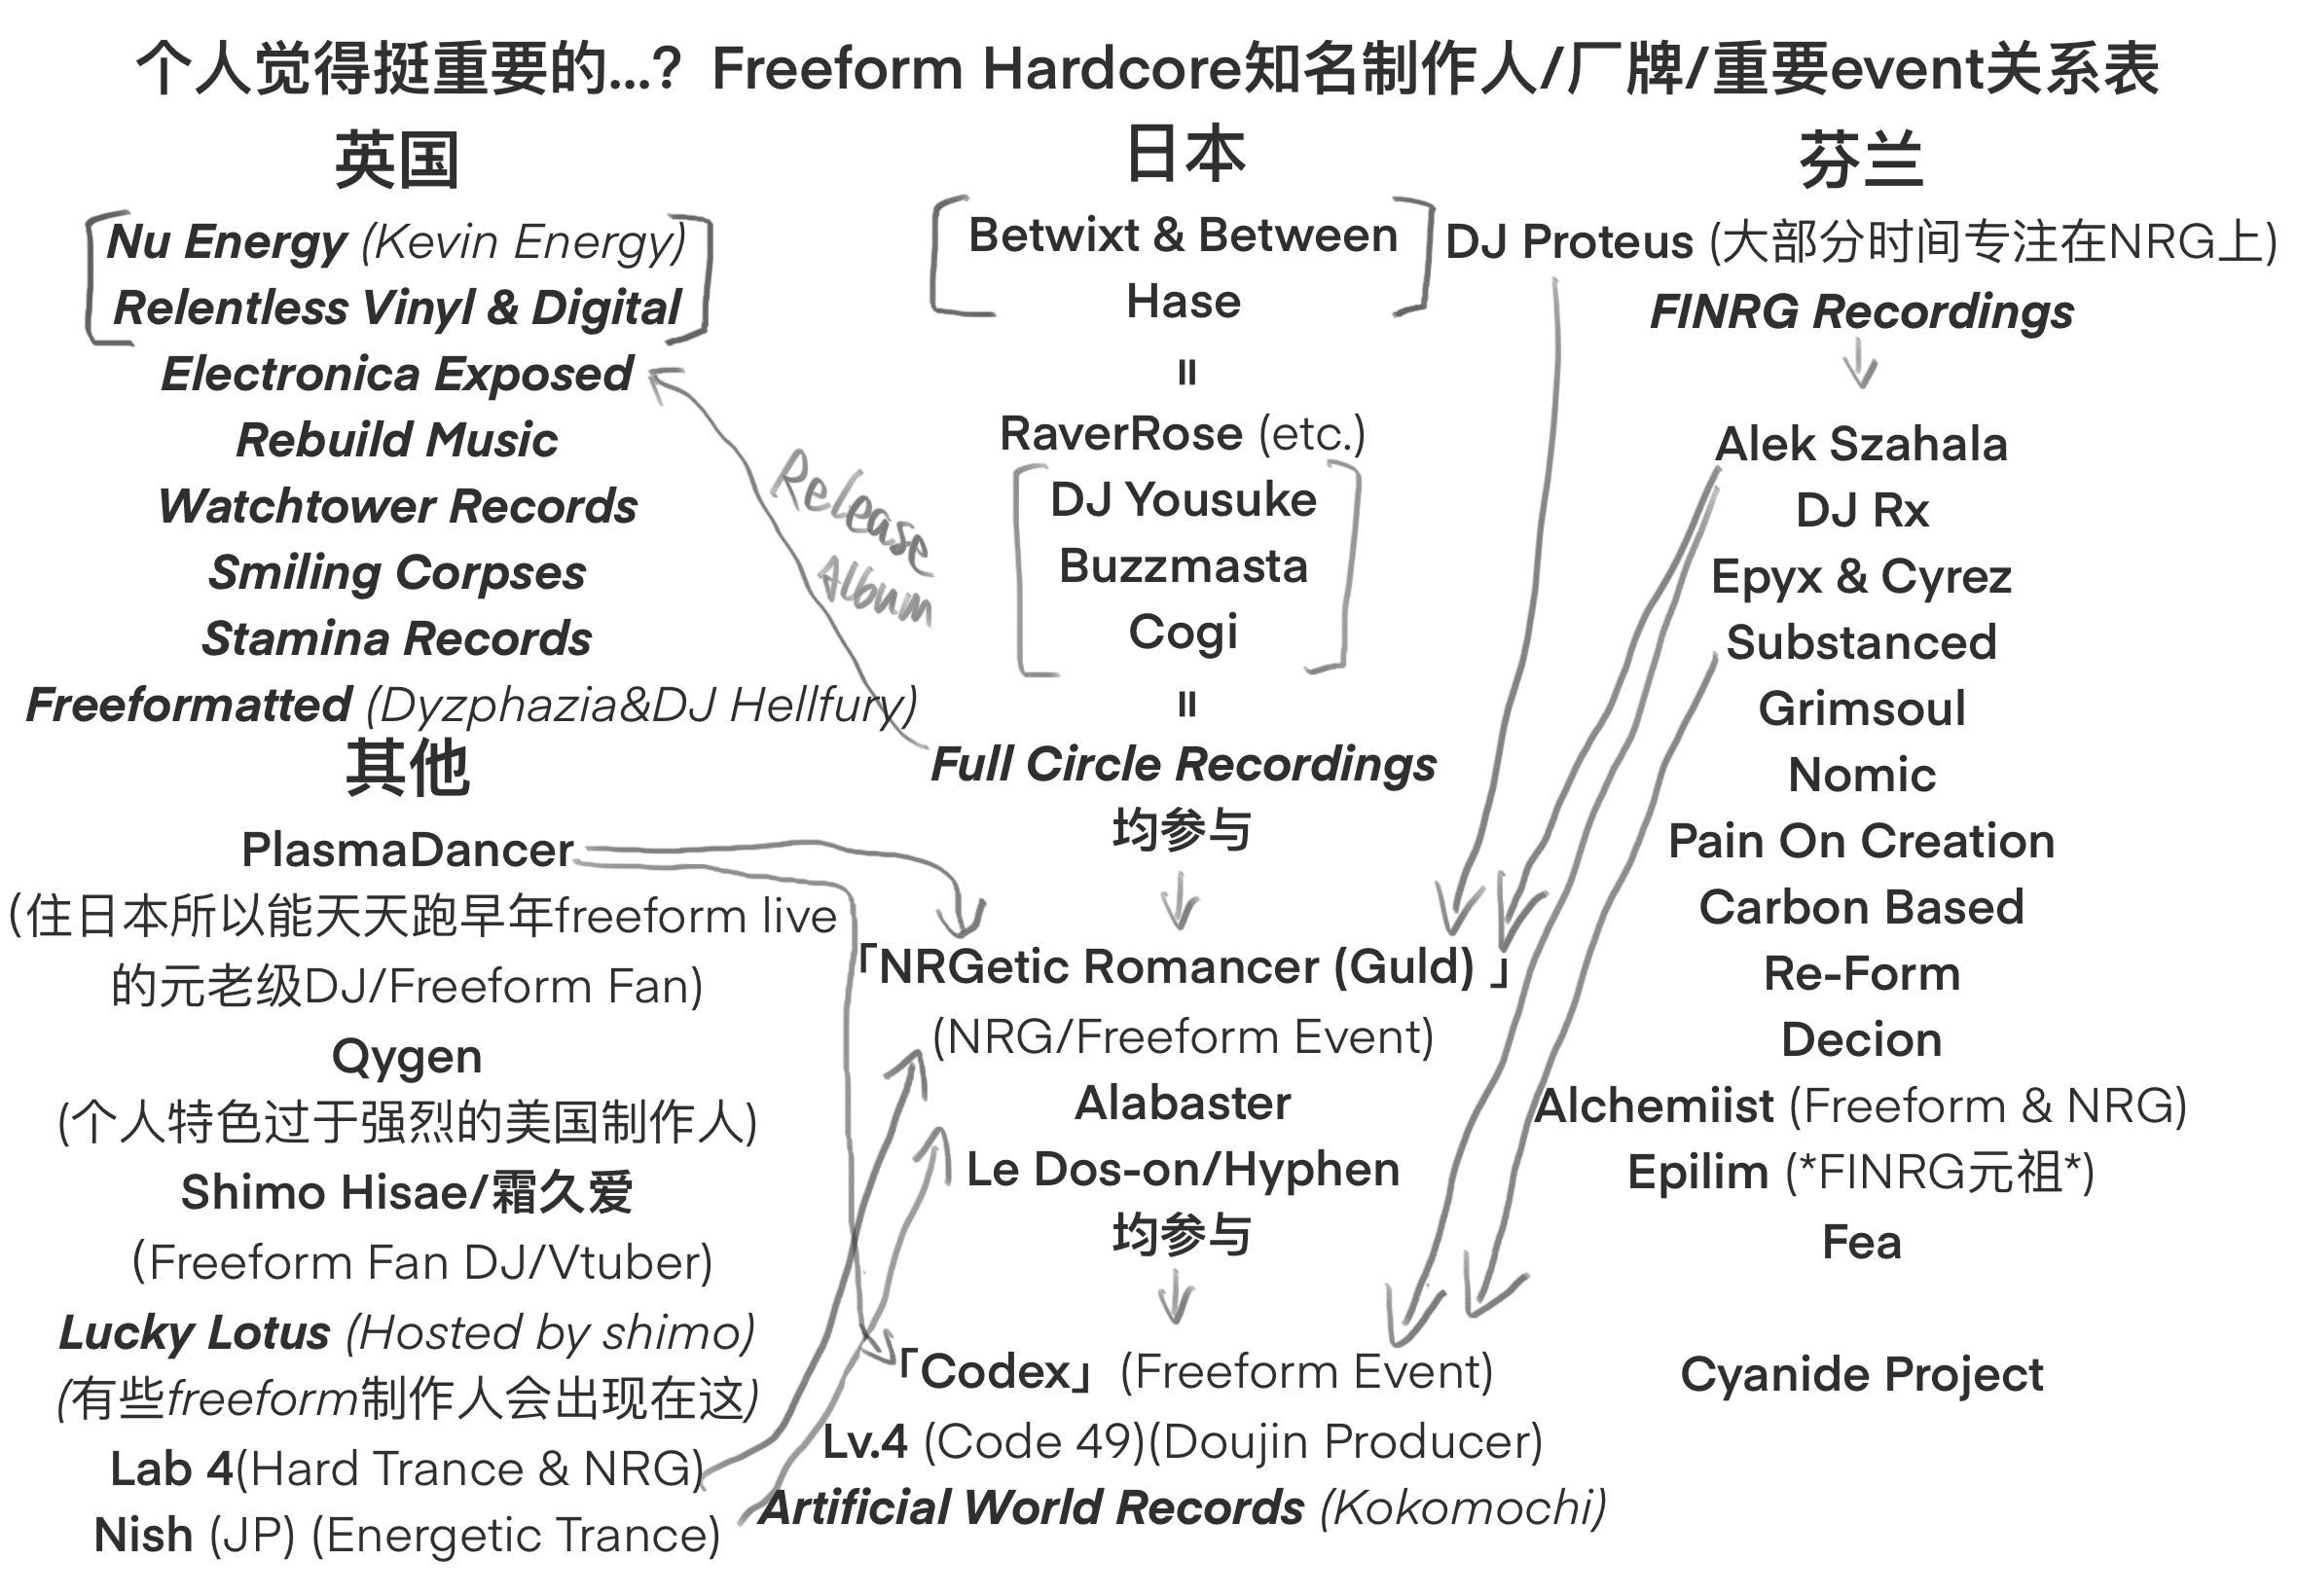 个人觉得挺重要的...？Freeform Hardcore知名制作人/厂牌/重要event关系表
英国
Nu Energy (Kevin Energy)
Relentless Vinyl & Digital
Electronica Exposed
Rebuild Music
Watchtower Records
Smiling Corpses
Stamina Records
Freeformatted (Dyzphazia&DJ Hellfury)
其他
PlasmaDancer
(住日本所以能天天跑早年freeform live
的元老级DJ/Freeform Fan)
Qygen
(个人特色过于强烈的美国制作人)
Shimo Hisae/霜久爱
(Freeform Fan DJ/Vtuber)
Lucky Lotus (Hosted by shimo)
(有些freeform制作人会出现在这)
Lab 4(Hard Trance & NRG)
Nish (JP) (Energetic Trance)
Release
Album
日本
Betwixt & Between
Hase
=
RaverRose (etc.)
DJ Yousuke
Buzzmasta
Cogi
=
Full Circle Recordings
均参与
「NRGetic Romancer (Guld) 」
(NRG/Freeform Event)
Alabaster
Le Dos-on/Hyphen
均参与
「Codex」 (Freeform Event)
Lv.4 (Code 49)(Doujin Producer)
Artificial World Records (Kokomochi)
芬兰
DJ Proteus (大部分时间专注在NRG上)
FINRG Recordings
Alek Szahala
DJ Rx
Epyx & Cyrez
Substanced
Grimsoul
Nomic
Pain On Creation
Carbon Based
Re-Form
Decion
Alchemiist (Freeform & NRG)
Epilim (*FINRG元祖*)
Fea
Cyanide Project